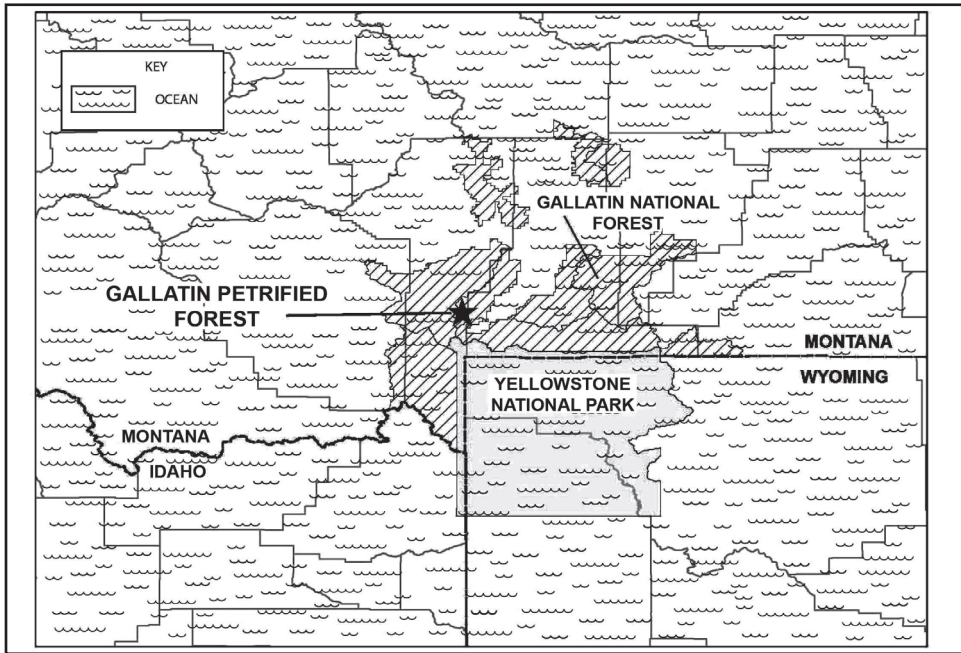 KEY
OCEAN
GALLATIN NATIONAL
FOREST
GALLATIN PETRIFIED
FOREST
MONTANA
WYOMING
YELLOWSTONE
NATIONAL PARK
MONTANA
IDAHO